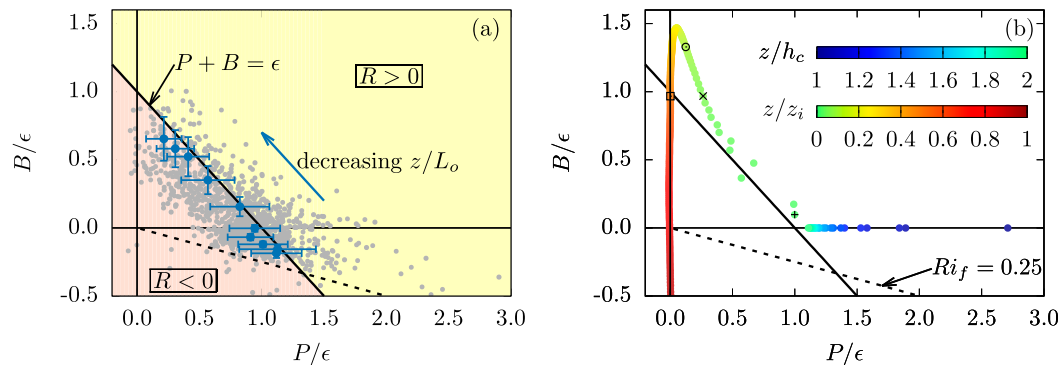 1.5
1.0
0.5
0.0
-0.5
B/ϵ
0.0 0.5 1.0 1.5 2.0 2.5 3.0
P/ϵ
(a)
P + B = ϵ
R > 0
decreasing z/L_o
R < 0
1.5
1.0
0.5
0.0
-0.5
B/ϵ
0.0 0.5 1.0 1.5 2.0 2.5 3.0
P/ϵ
(b)
z/h_c
1 1.2 1.4 1.6 1.8 2
z/z_i
0 0.2 0.4 0.6 0.8 1
Ri_f = 0.25